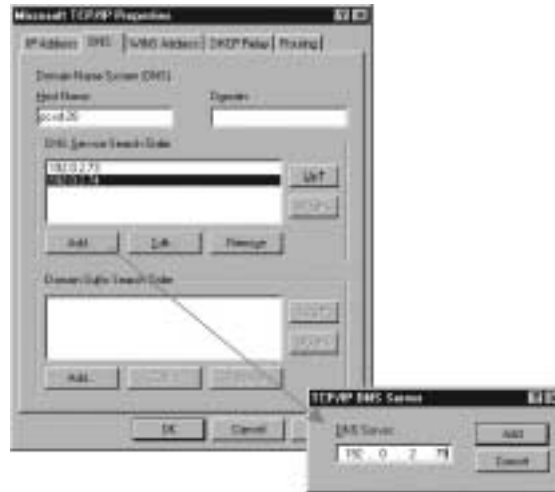 Microsoft TCP/IP Properties
IP Address DNS WINS Address DHCP Relay Routing
Domain Name System (DNS)
Host Name Domain
DNS Service Search Order
192.0.2.73
Up↑
Add... Edit... Remove
Domain Suffix Search Order
Add...
OK Cancel
TCP/IP DNS Server
DNS Server:
192 0 2
Add
Cancel